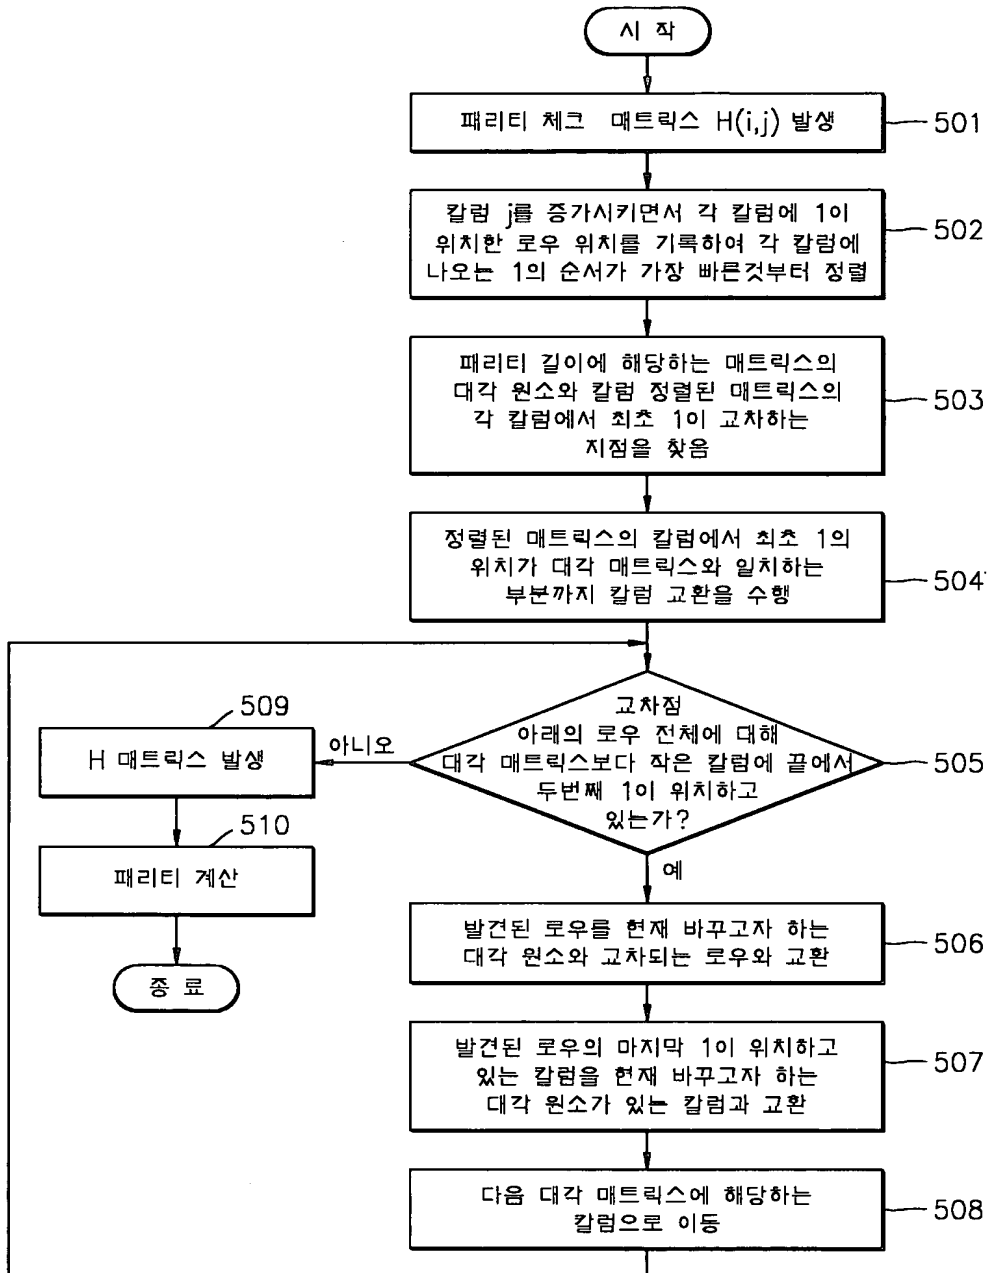 시 작
패리티 체크 매트릭스 H(i,j) 발생
501
칼럼 j를 증가시키면서 각 칼럼에 1이
위치한 로우 위치를 기록하여 각 칼럼에
나오는 1의 순서가 가장 빠른것부터 정렬
502
패리티 길이에 해당하는 매트릭스의
대각 원소와 칼럼 정렬된 매트릭스의
각 칼럼에서 최초 1이 교차하는
지점을 찾음
503
정렬된 매트릭스의 칼럼에서 최초 1의
위치가 대각 매트릭스와 일치하는
부분까지 칼럼 교환을 수행
504
교차점
아래의 로우 전체에 대해
대각 매트릭스보다 작은 칼럼에 끝에서
두번째 1이 위치하고
있는가?
505
아니오
509
H 매트릭스 발생
510
패리티 계산
종 료
예
발견된 로우를 현재 바꾸고자 하는
대각 원소와 교차되는 로우와 교환
506
발견된 로우의 마지막 1이 위치하고
있는 칼럼을 현재 바꾸고자 하는
대각 원소가 있는 칼럼과 교환
507
다음 대각 매트릭스에 해당하는
칼럼으로 이동
508